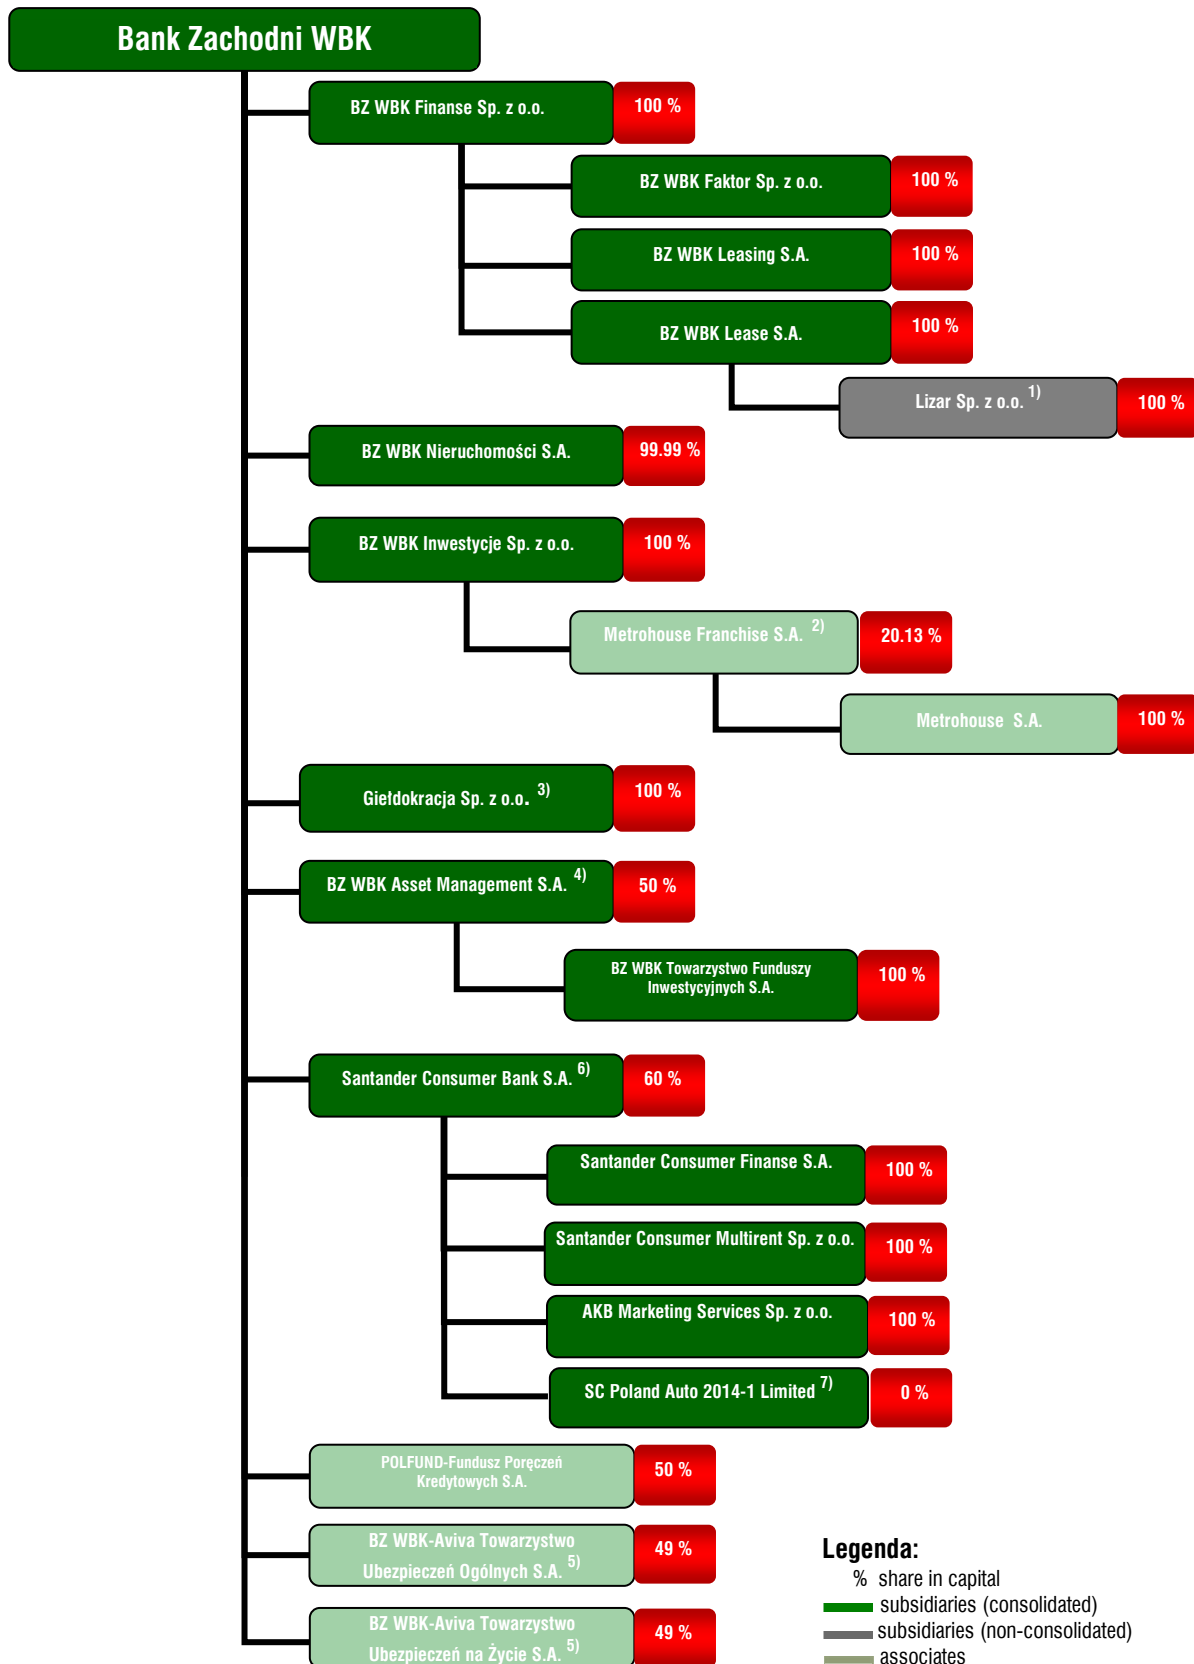 Bank Zachodni WBK
BZ WBK Finanse Sp. z o.o.
100 %
BZ WBK Faktor Sp. z o.o.
100 %
BZ WBK Leasing S.A.
100 %
BZ WBK Lease S.A.
100 %
Lizar Sp. z o.o. 1)
100 %
BZ WBK Nieruchomości S.A.
99.99 %
BZ WBK Inwestycje Sp. z o.o.
100 %
Metrohouse Franchise S.A. 2)
20.13 %
Metrohouse S.A.
100 %
Giełdokracja Sp. z o.o. 3)
100 %
BZ WBK Asset Management S.A. 4)
50 %
BZ WBK Towarzystwo Funduszy
Inwestycyjnych S.A.
100 %
Santander Consumer Bank S.A. 6)
60 %
Santander Consumer Finanse S.A.
100 %
Santander Consumer Multirent Sp. z o.o.
100 %
AKB Marketing Services Sp. z o.o.
100 %
SC Poland Auto 2014-1 Limited 7)
0 %
POLFUND-Fundusz Poręczeń
Kredytowych S.A.
50 %
BZ WBK-Aviva Towarzystwo
Ubezpieczeń Ogólnych S.A. 5)
49 %
BZ WBK-Aviva Towarzystwo
Ubezpieczeń na Życie S.A. 5)
49 %
Legenda:
% share in capital
subsidiaries (consolidated)
subsidiaries (non-consolidated)
associates